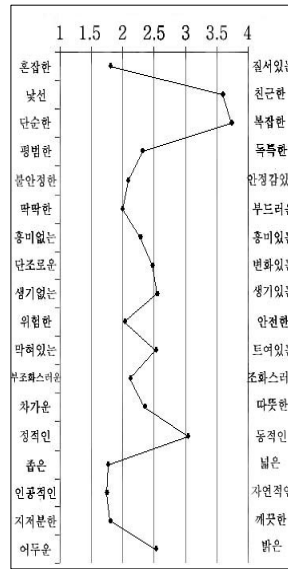 1 1.5 2 2.5 3 3.5 4
혼잡한 질서있는
낯선 친근한
단순한 복잡한
평범한 독특한
불안정한 안정감있
딱딱한 부드러운
흥미없는 흥미있는
단조로운 변화있는
생기없는 생기있는
위험한 안전한
막혀있는 트여있는
부조화스러운 조화스러
차가운 따뜻한
정적인 동적인
좁은 넓은
인공적인 자연적인
지저분한 깨끗한
어두운 밝은